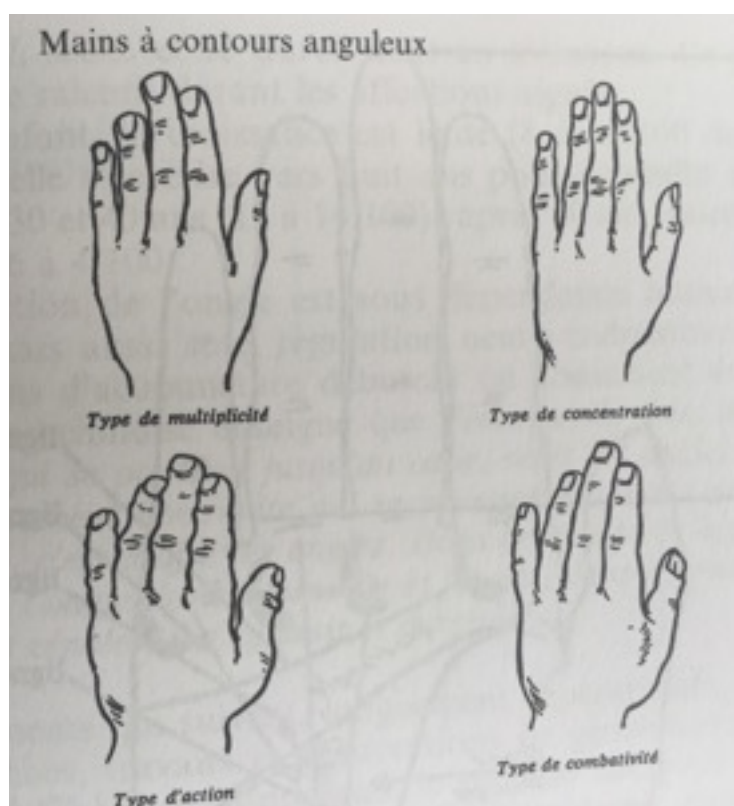 Mains à contours anguleux
Type de multiplicité
Type de concentration
Type d'action
Type de combativité